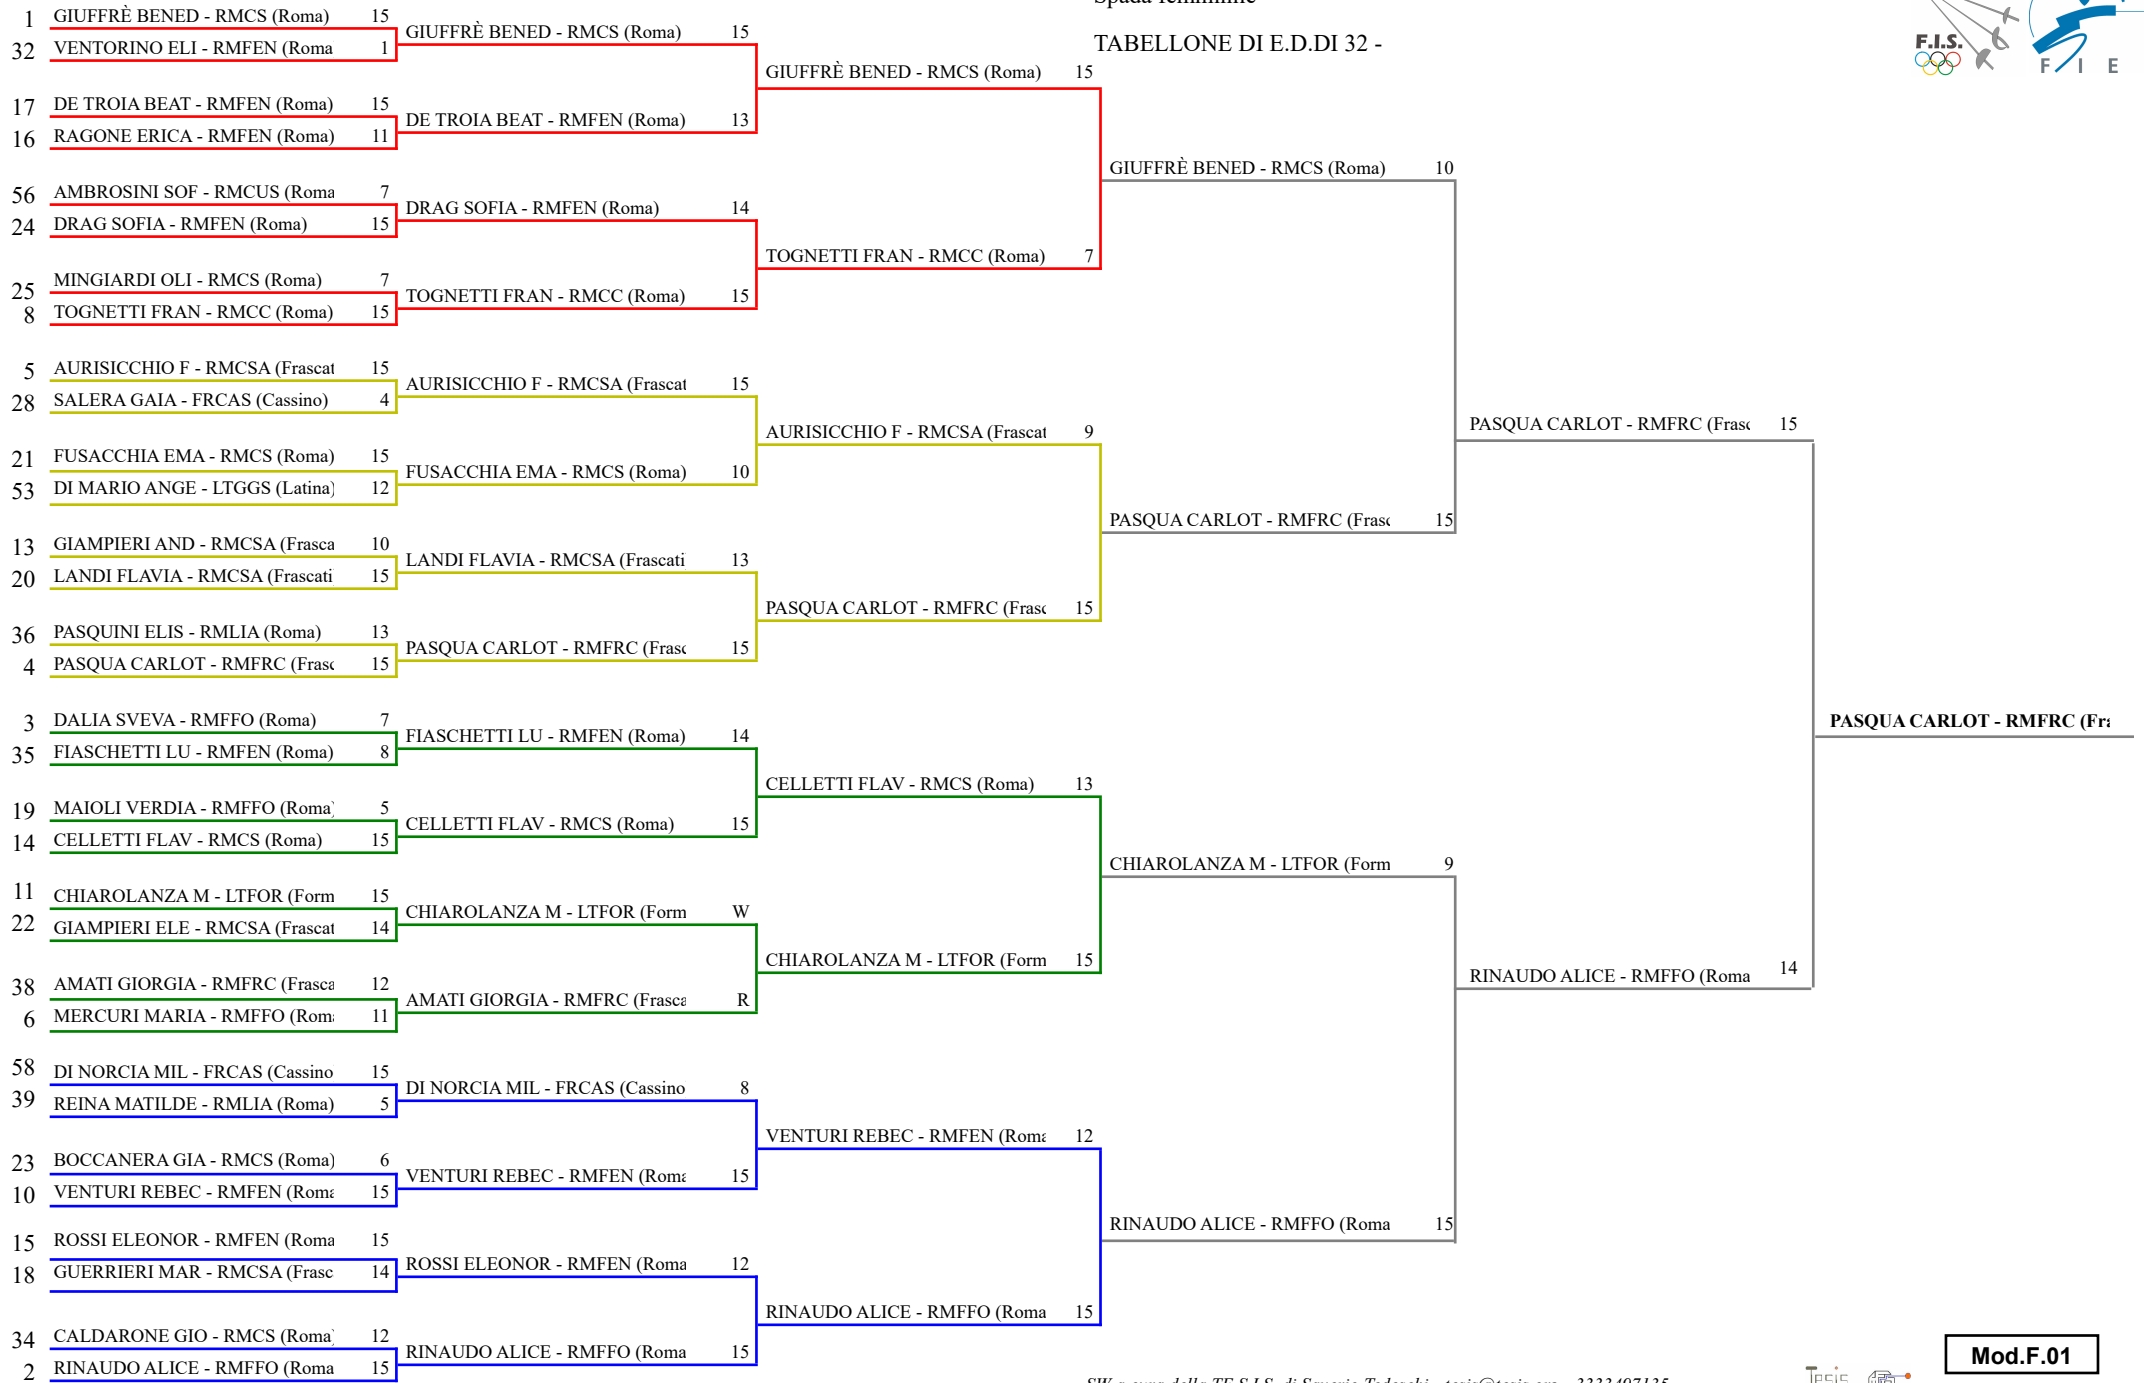 Spada femminile
TABELLONE DI E.D.DI 32 -
F.I.S.
F I E
1 GIUFFRÈ BENED - RMCS (Roma) 15
32 VENTORINO ELI - RMFEN (Roma 1
17 DE TROIA BEAT - RMFEN (Roma) 15
16 RAGONE ERICA - RMFEN (Roma) 11
56 AMBROSINI SOF - RMCUS (Roma 7
24 DRAG SOFIA - RMFEN (Roma) 15
25 MINGIARDI OLI - RMCS (Roma) 7
8 TOGNETTI FRAN - RMCC (Roma) 15
5 AURISICCHIO F - RMCSA (Frascat 15
28 SALERA GAIA - FRCAS (Cassino) 4
21 FUSACCHIA EMA - RMCS (Roma) 15
53 DI MARIO ANGE - LTGGS (Latina) 12
13 GIAMPIERI AND - RMCSA (Frasca 10
20 LANDI FLAVIA - RMCSA (Frascati 15
36 PASQUINI ELIS - RMLIA (Roma) 13
4 PASQUA CARLOT - RMFRC (Frasc 15
3 DALIA SVEVA - RMFFO (Roma) 7
35 FIASCHETTI LU - RMFEN (Roma) 8
19 MAIOLI VERDIA - RMFFO (Roma) 5
14 CELLETTI FLAV - RMCS (Roma) 15
11 CHIAROLANZA M - LTFOR (Form 15
22 GIAMPIERI ELE - RMCSA (Frascat 14
38 AMATI GIORGIA - RMFRC (Frasca 12
6 MERCURI MARIA - RMFFO (Roma 11
58 DI NORCIA MIL - FRCAS (Cassino 15
39 REINA MATILDE - RMLIA (Roma) 5
23 BOCCANERA GIA - RMCS (Roma) 6
10 VENTURI REBEC - RMFEN (Roma 15
15 ROSSI ELEONOR - RMFEN (Roma 15
18 GUERRIERI MAR - RMCSA (Frasc 14
34 CALDARONE GIO - RMCS (Roma) 12
2 RINAUDO ALICE - RMFFO (Roma 15
GIUFFRÈ BENED - RMCS (Roma) 15
DE TROIA BEAT - RMFEN (Roma) 13
DRAG SOFIA - RMFEN (Roma) 14
TOGNETTI FRAN - RMCC (Roma) 15
AURISICCHIO F - RMCSA (Frascat 15
FUSACCHIA EMA - RMCS (Roma) 10
LANDI FLAVIA - RMCSA (Frascati 13
PASQUA CARLOT - RMFRC (Frasc 15
FIASCHETTI LU - RMFEN (Roma) 14
CELLETTI FLAV - RMCS (Roma) 15
CHIAROLANZA M - LTFOR (Form W
AMATI GIORGIA - RMFRC (Frasca R
DI NORCIA MIL - FRCAS (Cassino 8
VENTURI REBEC - RMFEN (Roma 15
ROSSI ELEONOR - RMFEN (Roma 12
RINAUDO ALICE - RMFFO (Roma 15
GIUFFRÈ BENED - RMCS (Roma) 15
TOGNETTI FRAN - RMCC (Roma) 7
AURISICCHIO F - RMCSA (Frascat 9
PASQUA CARLOT - RMFRC (Frasc 15
CELLETTI FLAV - RMCS (Roma) 13
CHIAROLANZA M - LTFOR (Form 15
VENTURI REBEC - RMFEN (Roma 12
RINAUDO ALICE - RMFFO (Roma 15
GIUFFRÈ BENED - RMCS (Roma) 10
PASQUA CARLOT - RMFRC (Frasc 15
CHIAROLANZA M - LTFOR (Form 9
RINAUDO ALICE - RMFFO (Roma 15
PASQUA CARLOT - RMFRC (Frasc 15
RINAUDO ALICE - RMFFO (Roma 14
PASQUA CARLOT - RMFRC (Fra
SW a cura della TE.S.I.S. di Saverio Tedeschi - tesis@tesis.org - 3333407135
Tesis
Mod.F.01